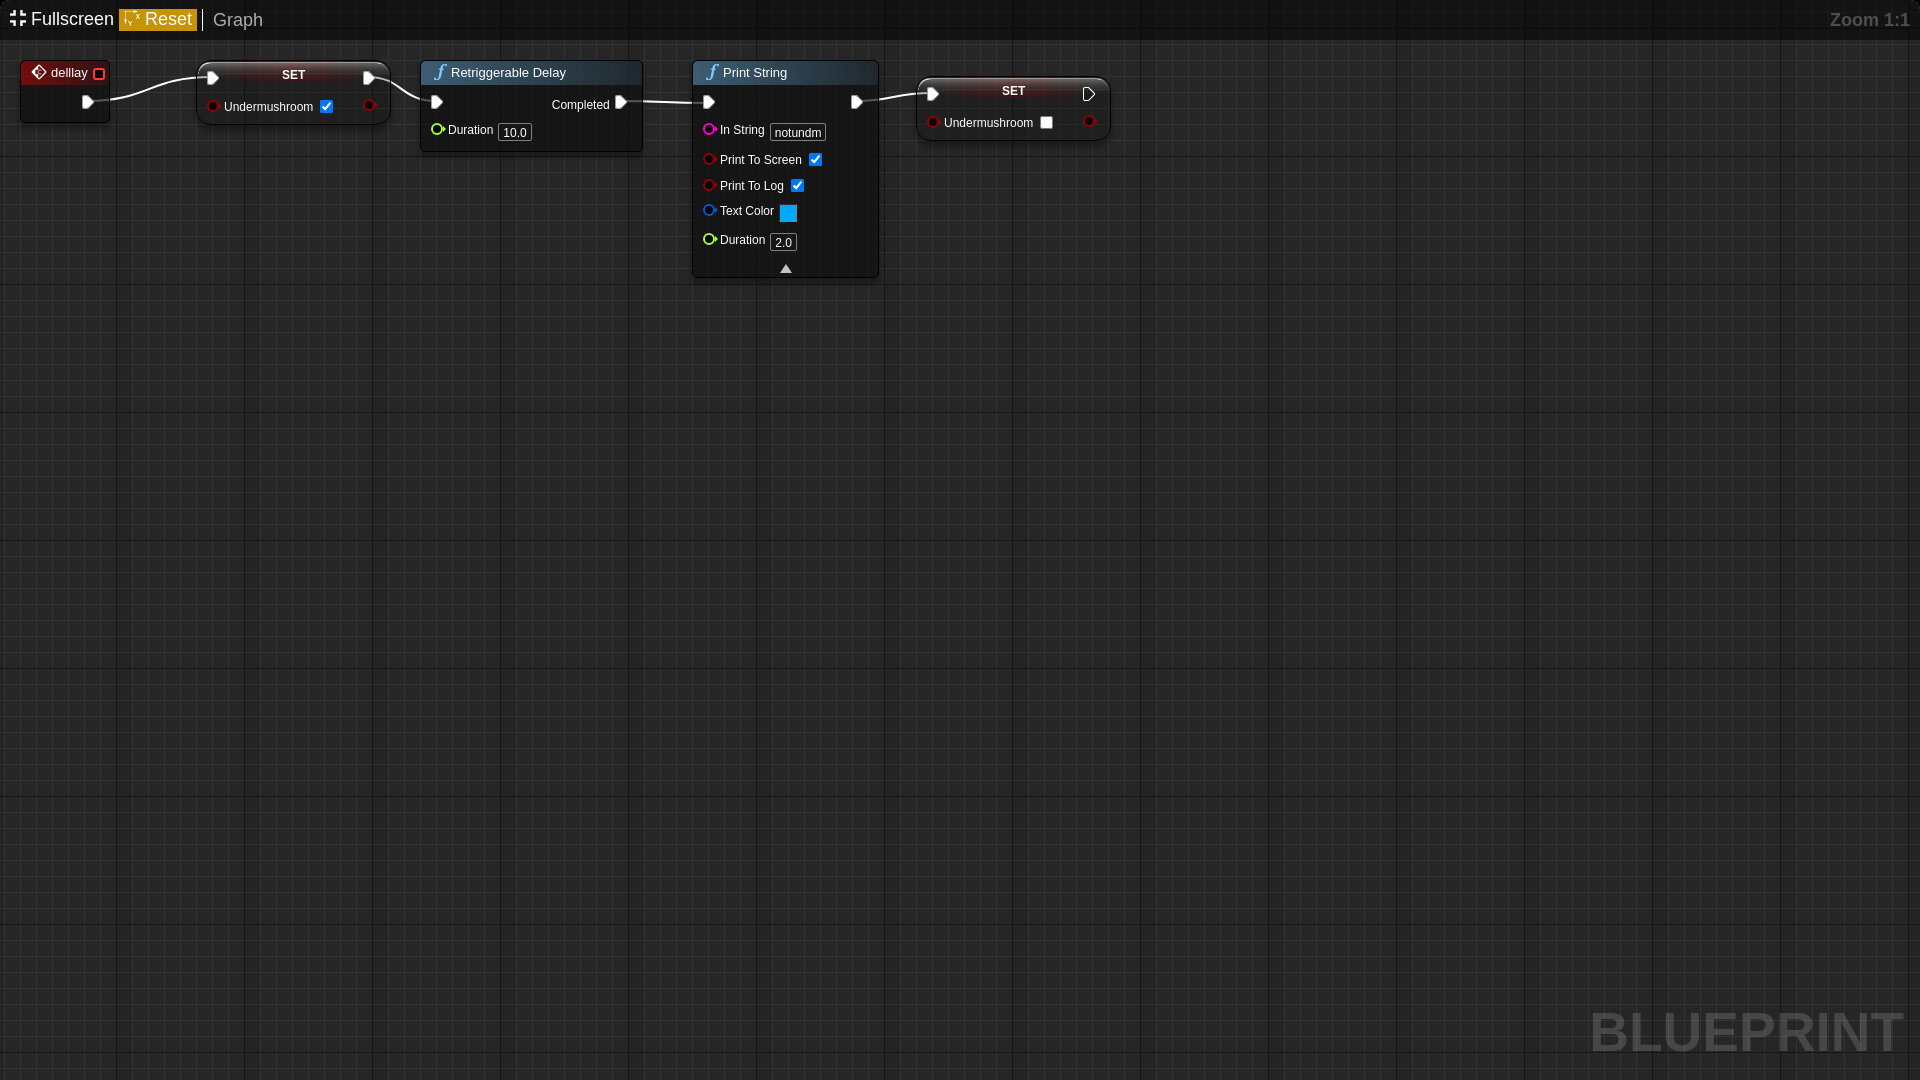 Fullscreen Reset Graph Zoom 1:1
delllay
SET
Undermushroom
Retriggerable Delay
Completed
Duration 10.0
Print String
In String notundm
Print To Screen
Print To Log
Text Color
Duration 2.0
SET
Undermushroom
BLUEPRINT